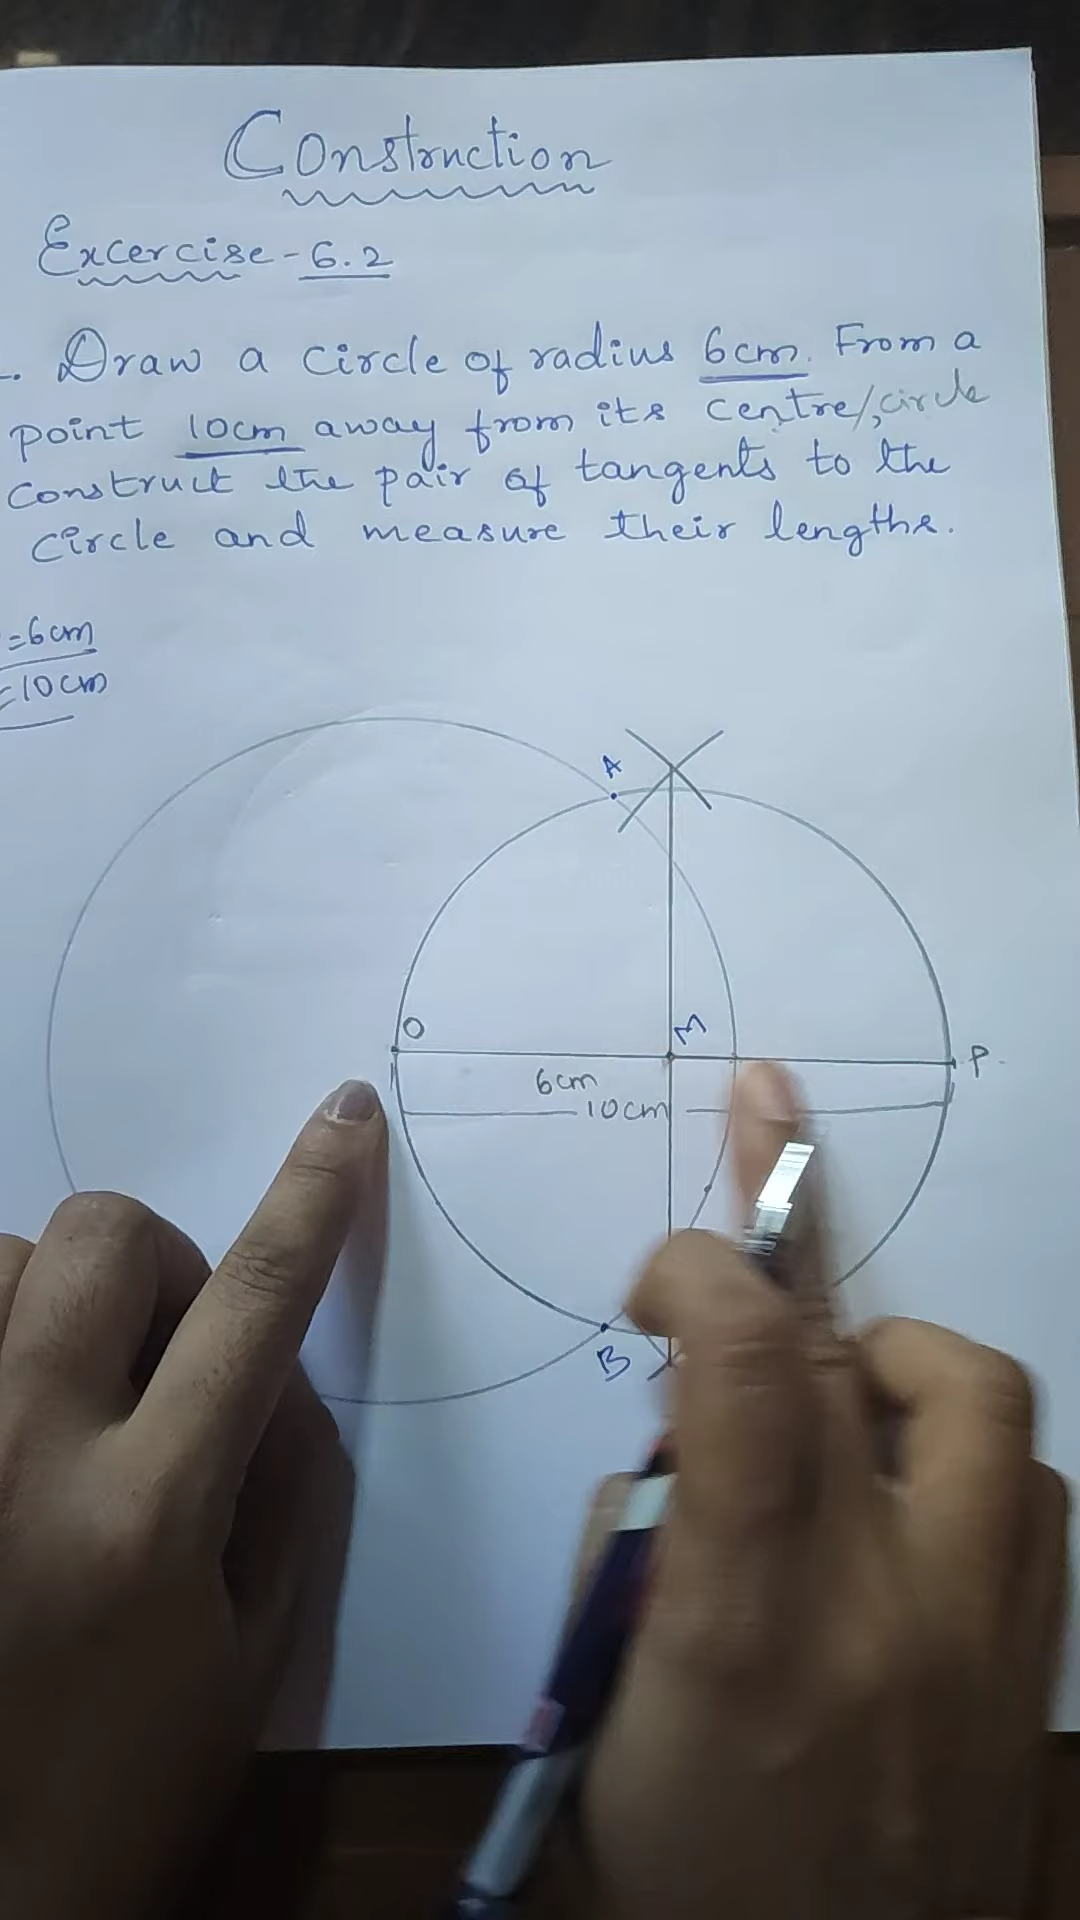 Construction
Excercise - 6.2
. Draw a circle of radius 6cm. From a
point 10cm away from its centre/,circle
construct the pair of tangents to the
circle and measure their lengths.
=6cm
=10cm
A
O
M
P.
6cm
10cm
B